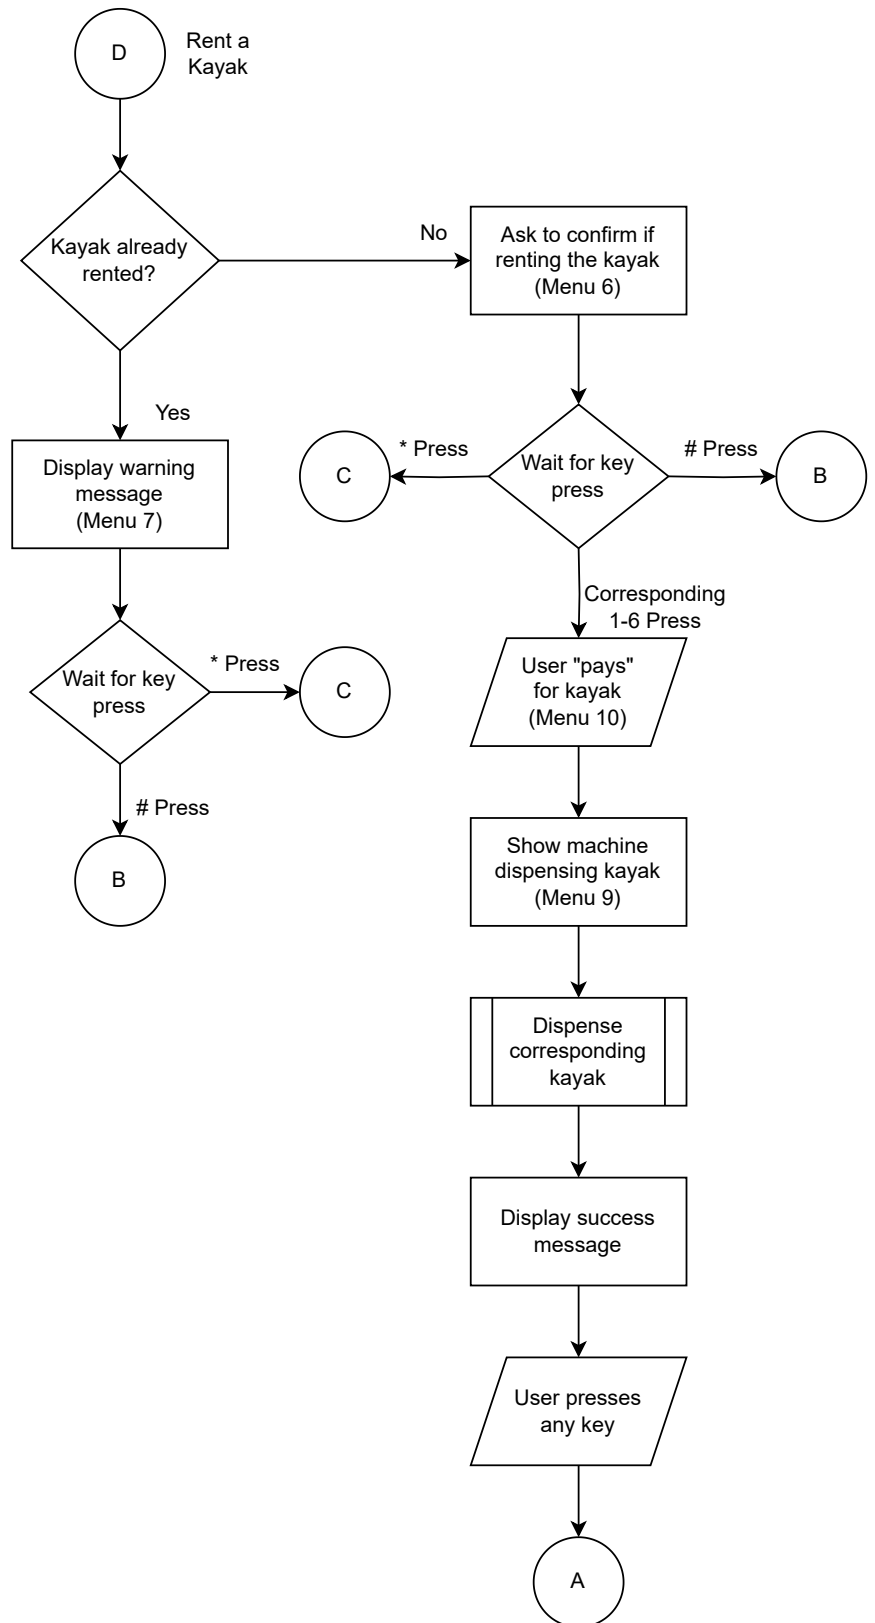 D
Rent a
Kayak
Kayak already
rented?
No
Ask to confirm if
renting the kayak
(Menu 6)
Yes
Display warning
message
(Menu 7)
* Press
C
Wait for key
press
# Press
B
Corresponding
1-6 Press
Wait for key
press
* Press
C
# Press
B
User "pays"
for kayak
(Menu 10)
Show machine
dispensing kayak
(Menu 9)
Dispense
corresponding
kayak
Display success
message
User presses
any key
A